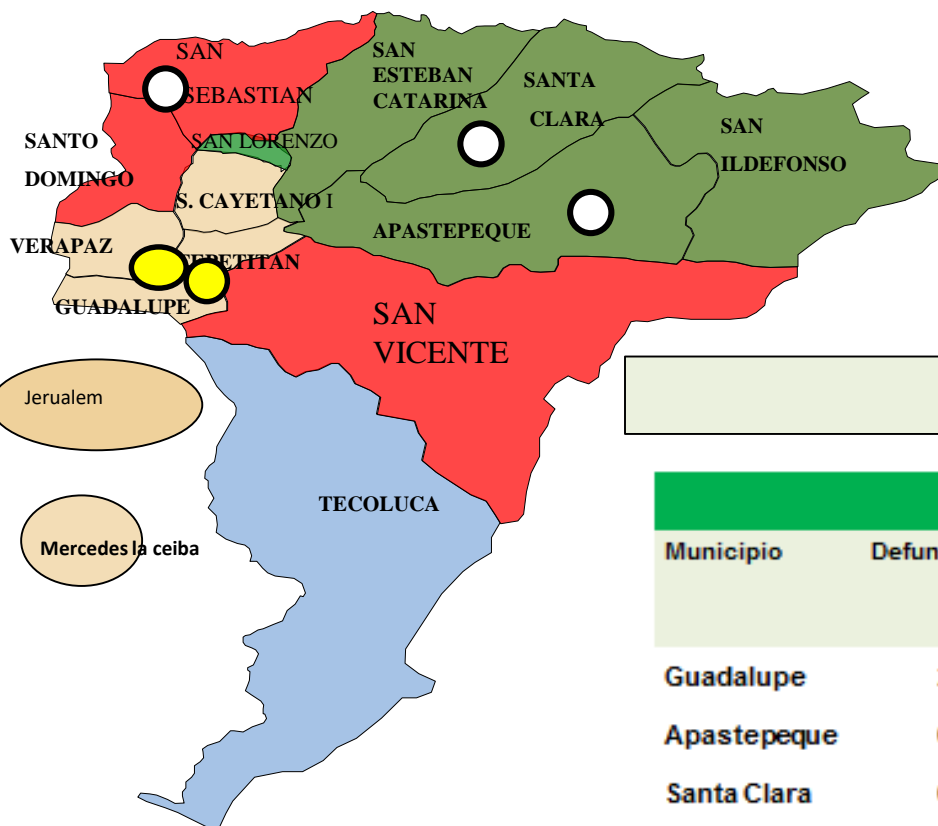 SAN
SEBASTIAN
SAN
ESTEBAN
CATARINA
SANTA
CLARA
SAN
ILDEFONSO
SANTO
DOMINGO
SAN LORENZO
S. CAYETANO I
VERAPAZ
TEPETITAN
APASTEPEQUE
GUADALUPE
SAN
VICENTE
Jerualem
TECOLUCA
Mercedes la ceiba
Municipio Defun
Guadalupe
Apastepeque
Santa Clara